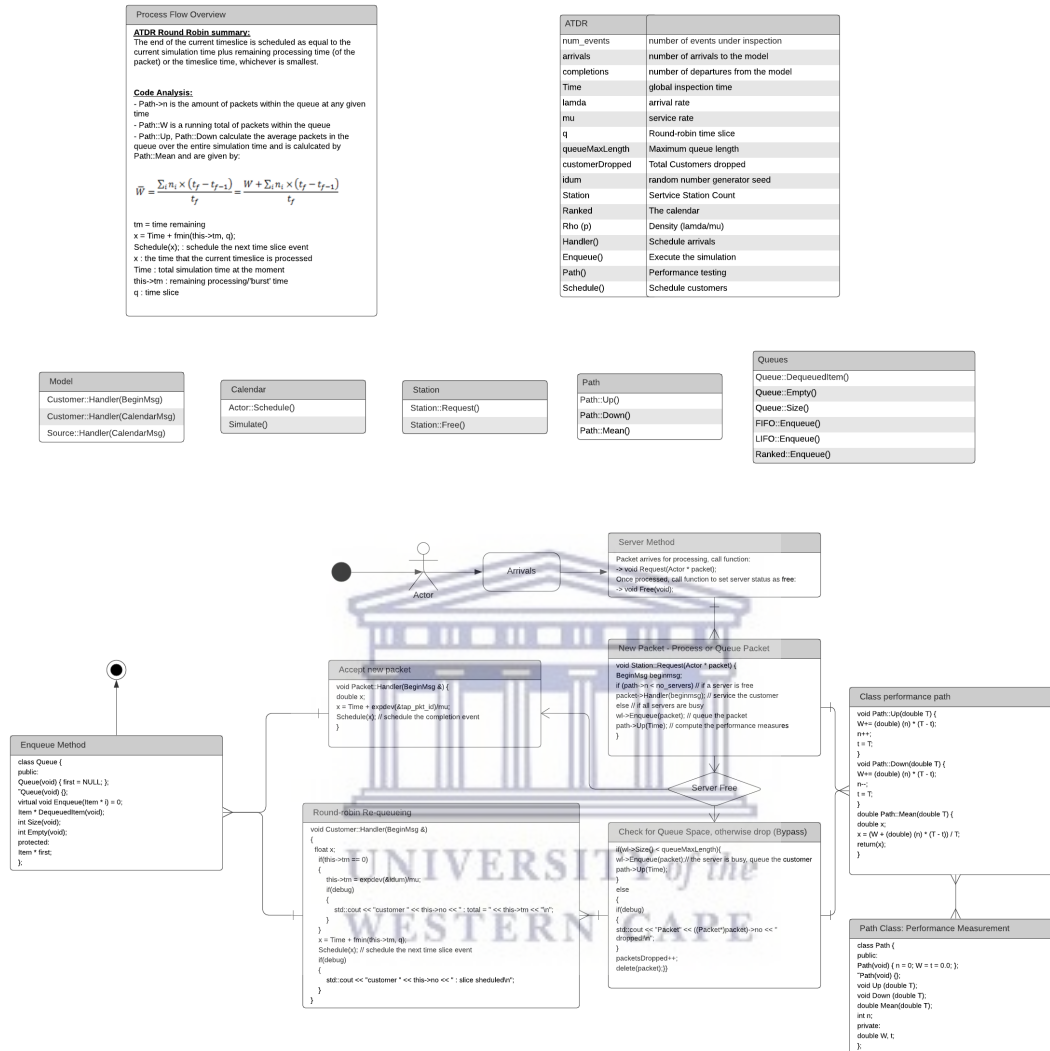 Process Flow Overview
ATDR Round Robin summary:
The end of the current timeslice is scheduled as equal to the
current simulation time plus remaining processing time (of the
packet) or the timeslice time, whichever is smallest.
Code Analysis:
- Path->n is the amount of packets within the queue at any given
time
- Path::W is a running total of packets within the queue
- Path::Up, Path::Down calculate the average packets in the
queue over the entire simulation time and is calulcated by
Path::Mean and are given by:
W̄ = ∑i ni × (tf − tf−1) / tf = W + ∑i ni × (tf − tf−1) / tf
tm = time remaining
x = Time + fmin(this->tm, q);
Schedule(x); : schedule the next time slice event
x : the time that the current timeslice is processed
Time : total simulation time at the moment
this->tm : remaining processing/'burst' time
q : time slice
ATDR
num_events number of events under inspection
arrivals number of arrivals to the model
completions number of departures from the model
Time global inspection time
lamda arrival rate
mu service rate
q Round-robin time slice
queueMaxLength Maximum queue length
customerDropped Total Customers dropped
idum random number generator seed
Station Sertvice Station Count
Ranked The calendar
Rho (p) Density (lamda/mu)
Handler() Schedule arrivals
Enqueue() Execute the simulation
Path() Performance testing
Schedule() Schedule customers
Model
Customer::Handler(BeginMsg)
Customer::Handler(CalendarMsg)
Source::Handler(CalendarMsg)
Calendar
Actor::Schedule()
Simulate()
Station
Station::Request()
Station::Free()
Path
Path::Up()
Path::Down()
Path::Mean()
Queues
Queue::DequeuedItem()
Queue::Empty()
Queue::Size()
FIFO::Enqueue()
LIFO::Enqueue()
Ranked::Enqueue()
Actor
Arrivals
Server Method
Packet arrives for processing, call function:
-> void Request(Actor * packet);
Once processed, call function to set server status as free:
-> void Free(void);
New Packet - Process or Queue Packet
void Station::Request(Actor * packet) {
BeginMsg beginmsg;
if (path->n < no_servers) // if a server is free
packet->Handler(beginmsg); // service the customer
else // if all servers are busy
wl->Enqueue(packet); // queue the packet
path->Up(Time); // compute the performance measures
}
Accept new packet
void Packet::Handler(BeginMsg &) {
double x;
x = Time + expdev(&tap_pkt_id)/mu;
Schedule(x); // schedule the completion event
}
Server Free
Enqueue Method
class Queue {
public:
Queue(void) { first = NULL; };
~Queue(void) {};
virtual void Enqueue(Item * i) = 0;
Item * DequeuedItem(void);
int Size(void);
int Empty(void);
protected:
Item * first;
};
Round-robin Re-queueing
void Customer::Handler(BeginMsg &)
{
float x;
if(this->tm == 0)
{
this->tm = expdev(&idum)/mu;
if(debug)
{
std::cout << "customer " << this->no << " : total = " << this->tm << "\n";
}
}
x = Time + fmin(this->tm, q);
Schedule(x); // schedule the next time slice event
if(debug)
{
std::cout << "customer " << this->no << " : slice sheduled\n";
}
}
Check for Queue Space, otherwise drop (Bypass)
if(wl->Size() < queueMaxLength){
wl->Enqueue(packet);// the server is busy, queue the customer
path->Up(Time);
}
else
{
if(debug)
{
std::cout << "Packet" << ((Packet*)packet)->no << "
dropped!\n";
}
packetsDropped++;
delete(packet);}}
Class performance path
void Path::Up(double T) {
W+= (double) (n) * (T - t);
n++;
t = T;
}
void Path::Down(double T) {
W+= (double) (n) * (T - t);
n--;
t = T;
}
double Path::Mean(double T) {
double x;
x = (W + (double) (n) * (T - t)) / T;
return(x);
}
Path Class: Performance Measurement
class Path {
public:
Path(void) { n = 0; W = t = 0.0; };
~Path(void) {};
void Up (double T);
void Down (double T);
double Mean(double T);
int n;
private:
double W, t;
};
UNIVERSITY of the
WESTERN CAPE